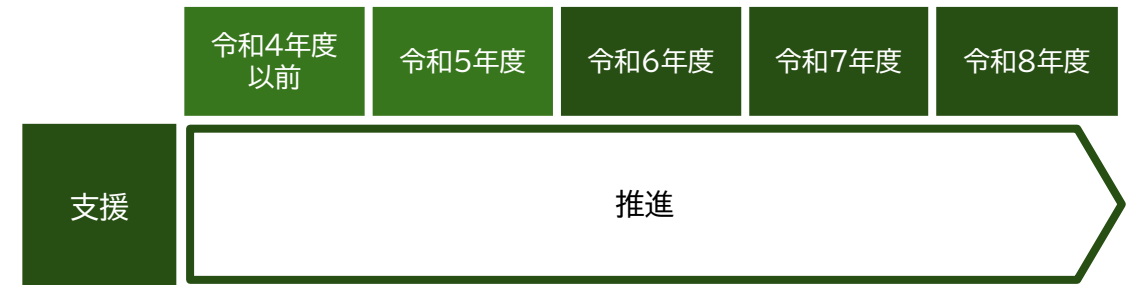 令和4年度
以前
令和5年度
令和6年度
令和7年度
令和8年度
支援
推進